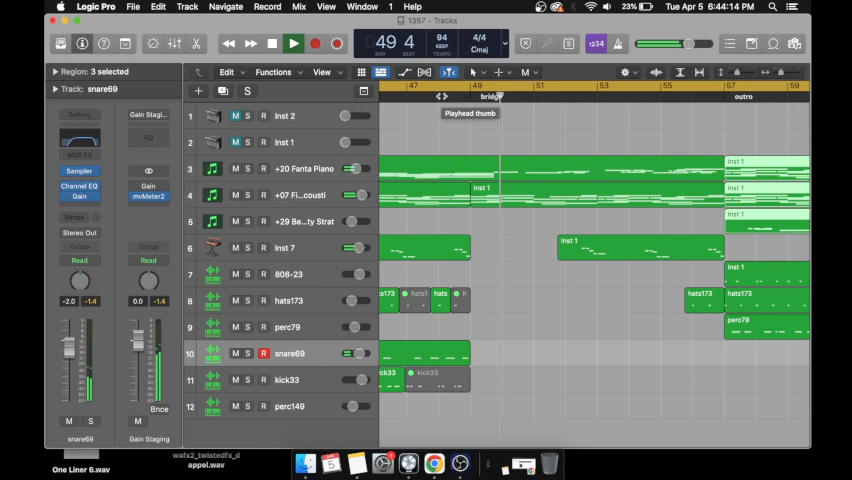 Logic Pro File Edit Track Navigate Record Mix View Window 1 23% Tue Apr 5 6:44:14 PM
1357 - Tracks
49 4 94 4/4
KEEP Cmaj
BAR BEAT TEMPO
1234
Region: 3 selected
Edit Functions View
Track: snare69
47 51 53 57 59
bridge outro
Playhead thumb
Setting Gain Stagi...
EQ
MIDI FX
Sampler
Channel EQ Gain
Gain mvMeter2
Sends
Stereo Out
Group Group
Read Read
-2.0 -1.4 0.0 -1.4
Bnce
M S M
snare69 Gain Staging
1 M S R Inst 2
2 M S R Inst 1
3 M S R +20 Fanta Piano Inst 1
4 M S R +07 Fi...cousti Inst 1 Inst 1
5 M S R +29 Be...ty Strat Inst 1
6 M S R Inst 7 Inst 1
7 M S R 808-23 Inst 1
8 M S R hats173 ts173 hats1 hats h hats173 hats173
9 M S R perc79 perc79
10 M S R snare69
11 M S R kick33 ck33 kick33
12 M S R perc149
One Liner 6.wav
wafx2_twistedfx_d
appel.wav